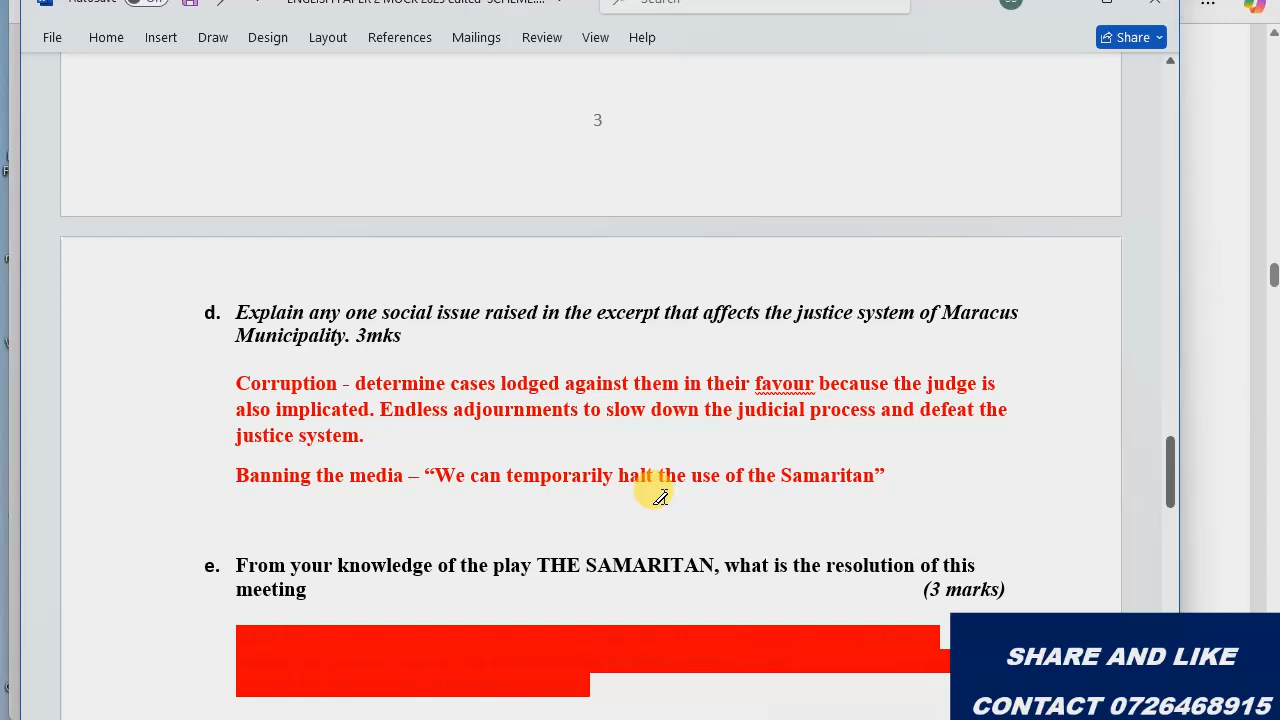 File Home Insert Draw Design Layout References Mailings Review View Help Share
3
d. Explain any one social issue raised in the excerpt that affects the justice system of Maracus
Municipality. 3mks
Corruption - determine cases lodged against them in their favour because the judge is
also implicated. Endless adjournments to slow down the judicial process and defeat the
justice system.
Banning the media – “We can temporarily halt the use of the Samaritan”
e. From your knowledge of the play THE SAMARITAN, what is the resolution of this
meeting (3 marks)
SHARE AND LIKE
CONTACT 0726468915